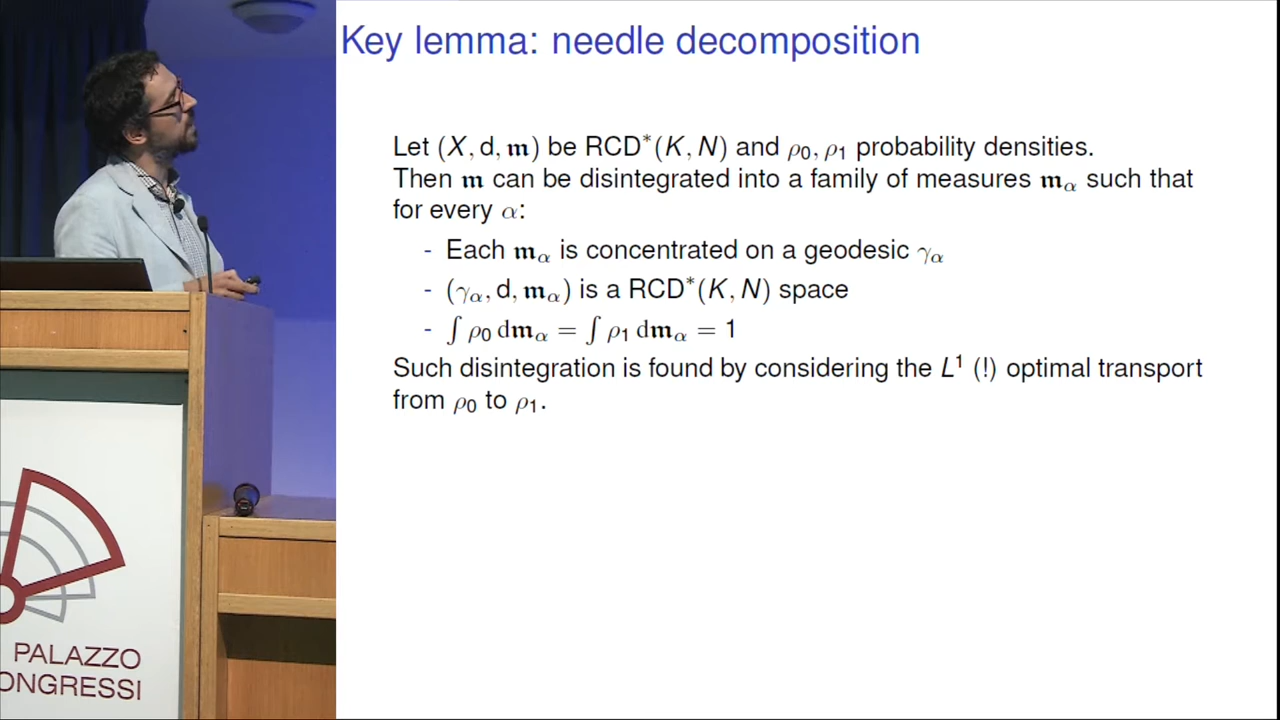 Key lemma: needle decomposition
Let (X, d, 𝔪) be RCD*(K, N) and ρ₀, ρ₁ probability densities.
Then 𝔪 can be disintegrated into a family of measures 𝔪_α such that
for every α:
- Each 𝔪_α is concentrated on a geodesic γ_α
- (γ_α, d, 𝔪_α) is a RCD*(K, N) space
- ∫ ρ₀ d𝔪_α = ∫ ρ₁ d𝔪_α = 1
Such disintegration is found by considering the L¹ (!) optimal transport
from ρ₀ to ρ₁.
PALAZZO
ONGRESSI